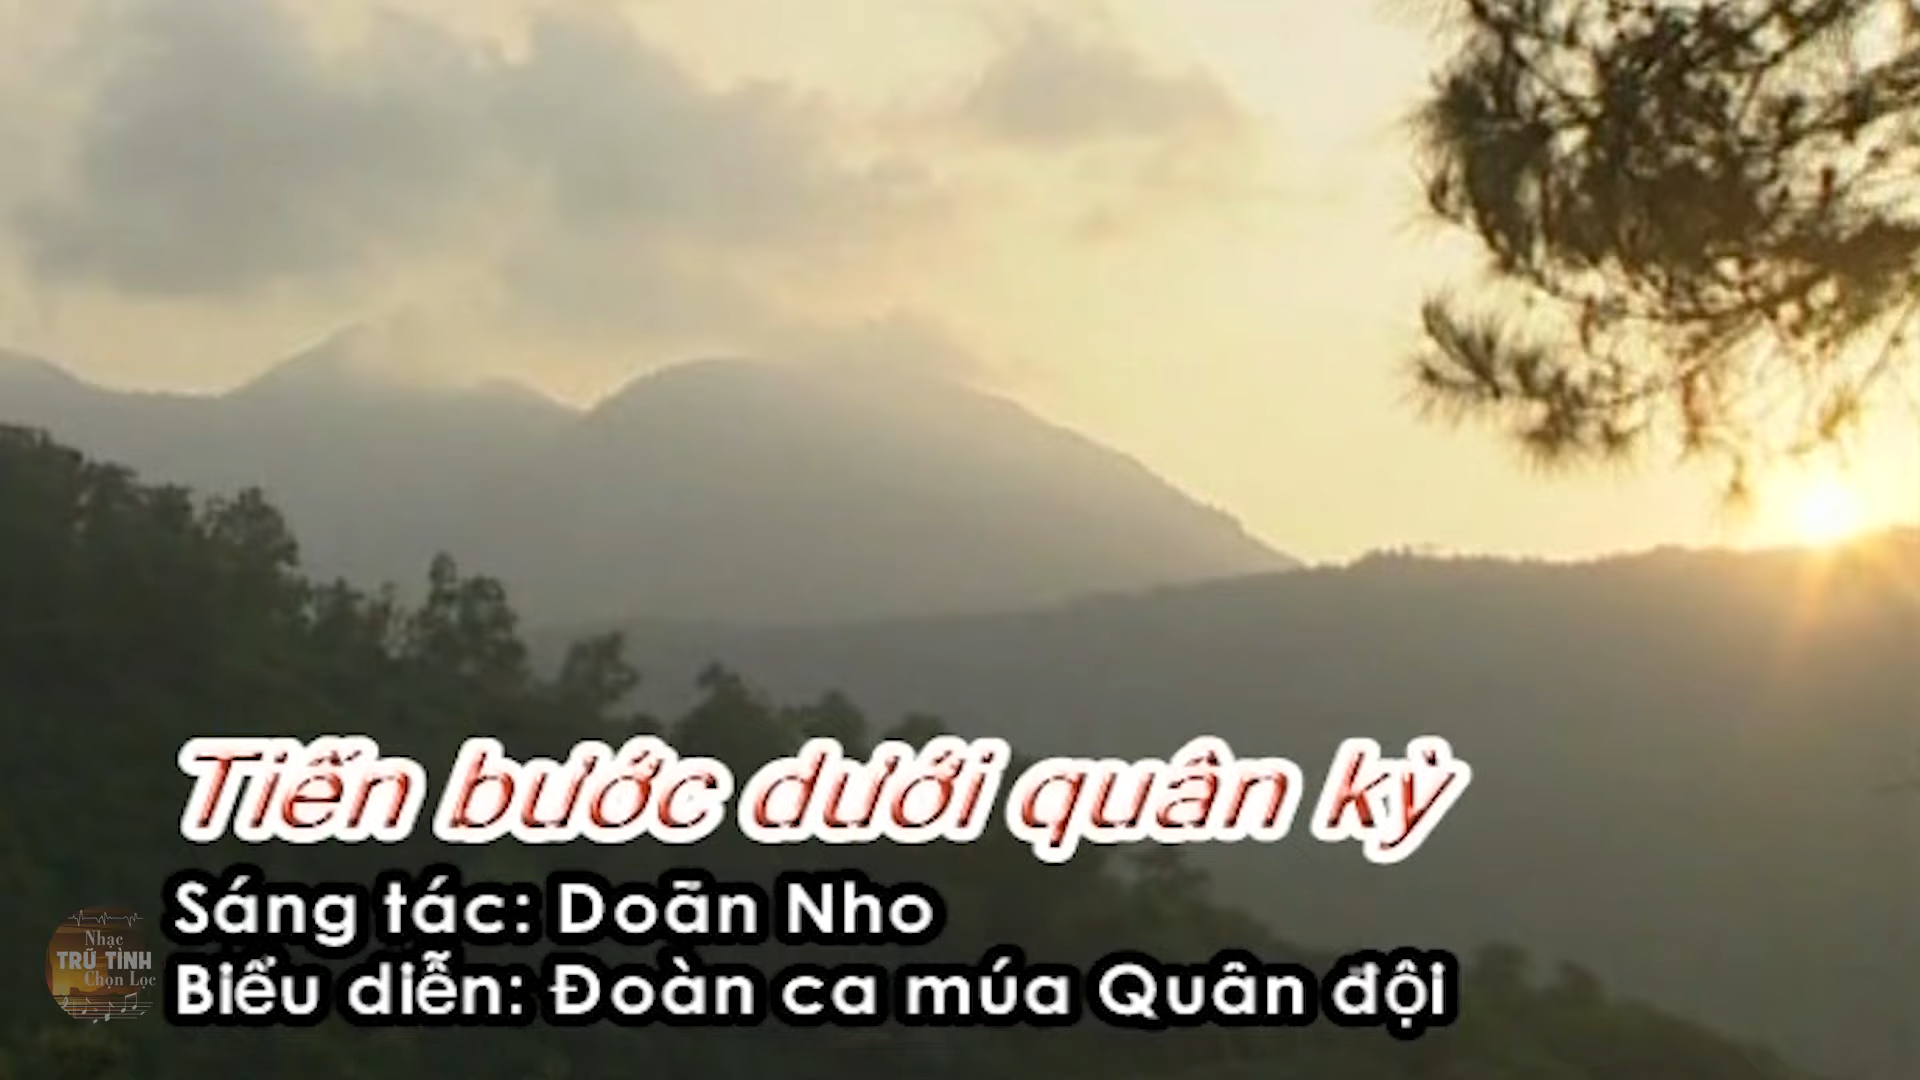 Tiến bước dưới quân kỳ
Sáng tác: Doãn Nho
Biểu diễn: Đoàn ca múa Quân đội
Nhạc
TRỮ TÌNH
Chọn Lọc